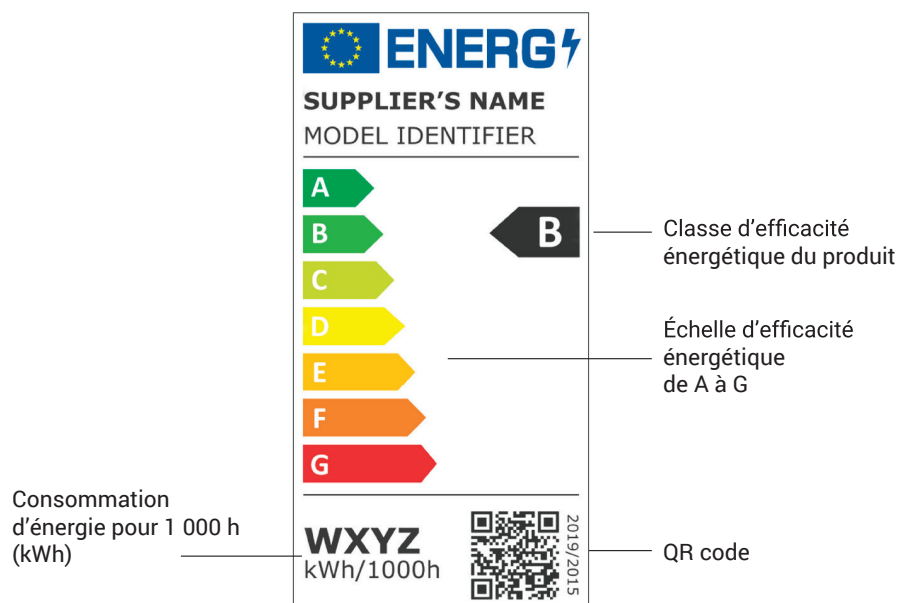 ENERG
SUPPLIER'S NAME
MODEL IDENTIFIER
A
B
B
Classe d'efficacité
énergétique du produit
C
D
Échelle d'efficacité
énergétique
de A à G
E
F
G
Consommation
d'énergie pour 1 000 h
(kWh)
WXYZ
kWh/1000h
2019/2015
QR code